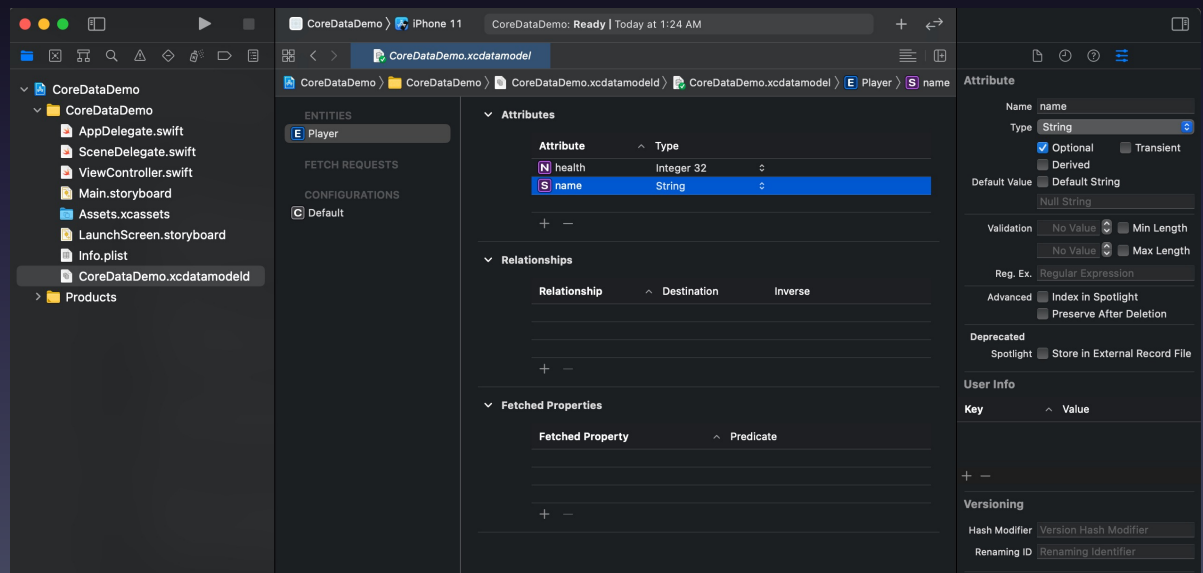 CoreDataDemo 〉 iPhone 11
CoreDataDemo: Ready | Today at 1:24 AM
CoreDataDemo.xcdatamodel
CoreDataDemo 〉 CoreDataDemo 〉 CoreDataDemo.xcdatamodeld 〉 CoreDataDemo.xcdatamodel 〉 E Player 〉 S name
CoreDataDemo
CoreDataDemo
AppDelegate.swift
SceneDelegate.swift
ViewController.swift
Main.storyboard
Assets.xcassets
LaunchScreen.storyboard
Info.plist
CoreDataDemo.xcdatamodeld
Products
ENTITIES
E Player
FETCH REQUESTS
CONFIGURATIONS
C Default
Attributes
Attribute Type
N health Integer 32
S name String
Relationships
Relationship Destination Inverse
Fetched Properties
Fetched Property Predicate
Attribute
Name name
Type String
Optional Transient
Derived
Default Value Default String
Null String
Validation No Value Min Length
No Value Max Length
Reg. Ex. Regular Expression
Advanced Index in Spotlight
Preserve After Deletion
Deprecated
Spotlight Store in External Record File
User Info
Key Value
Versioning
Hash Modifier Version Hash Modifier
Renaming ID Renaming Identifier